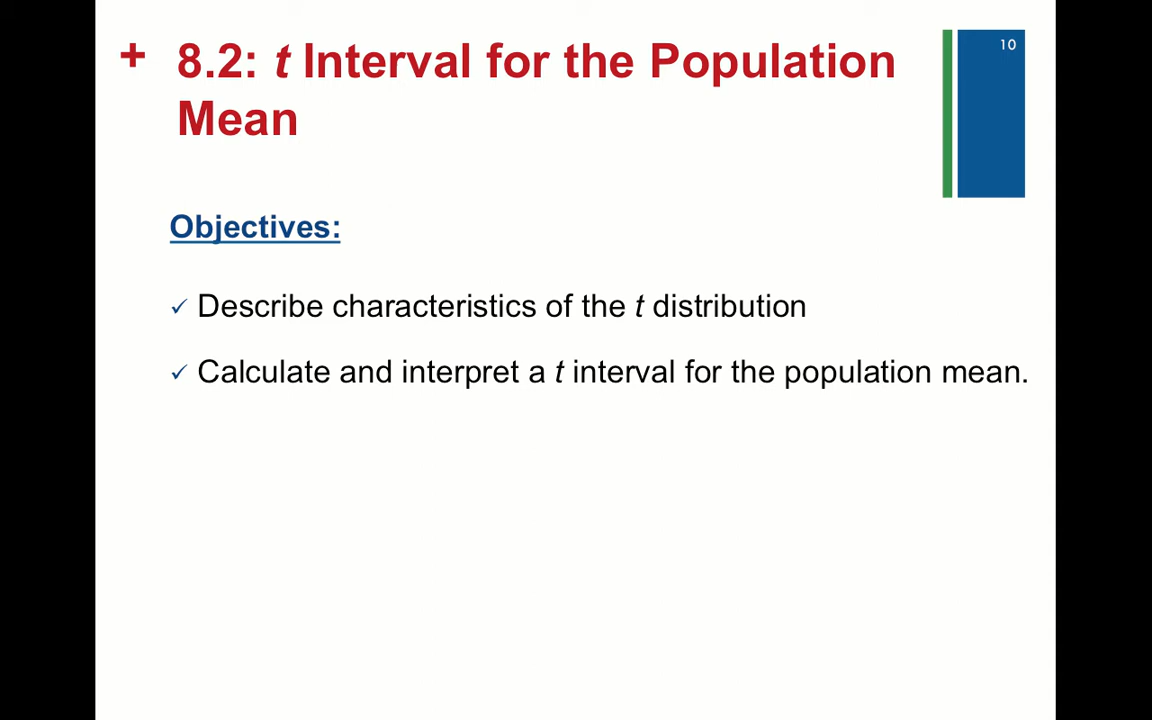 + 8.2: t Interval for the Population
Mean
10
Objectives:
✓ Describe characteristics of the t distribution
✓ Calculate and interpret a t interval for the population mean.